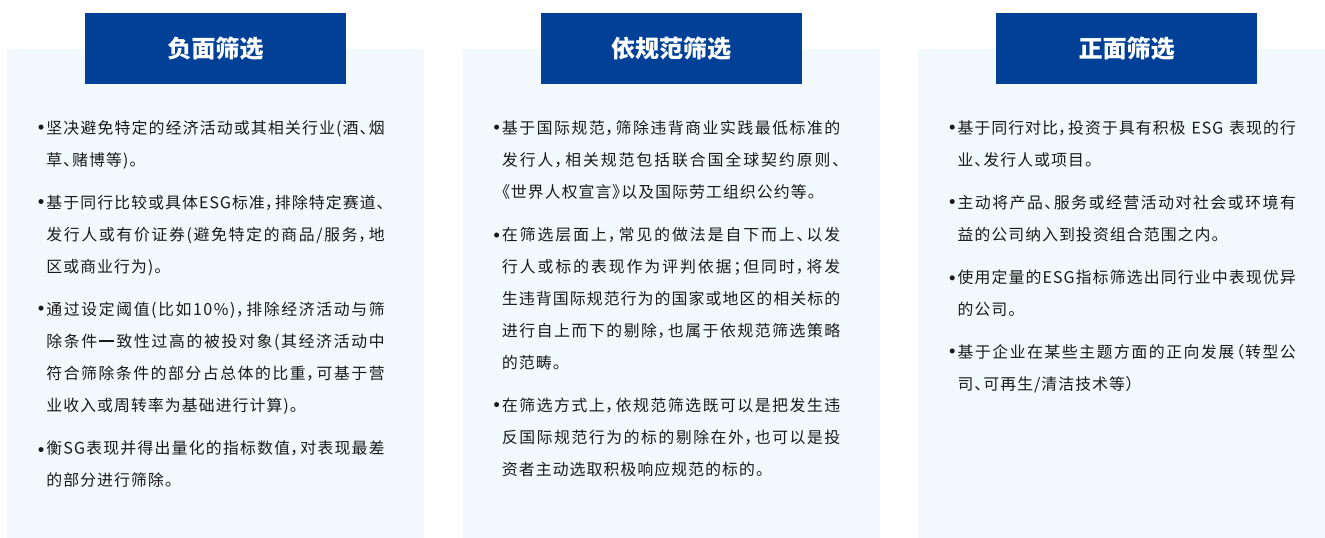 负面筛选
•坚决避免特定的经济活动或其相关行业(酒、烟
草、赌博等)。
•基于同行比较或具体ESG标准,排除特定赛道、
发行人或有价证券(避免特定的商品/服务,地
区或商业行为)。
•通过设定阈值(比如10%),排除经济活动与筛
除条件一致性过高的被投对象(其经济活动中
符合筛除条件的部分占总体的比重,可基于营
业收入或周转率为基础进行计算)。
•衡SG表现并得出量化的指标数值,对表现最差
的部分进行筛除。
依规范筛选
•基于国际规范,筛除违背商业实践最低标准的
发行人,相关规范包括联合国全球契约原则、
《世界人权宣言》以及国际劳工组织公约等。
•在筛选层面上,常见的做法是自下而上、以发
行人或标的表现作为评判依据;但同时,将发
生违背国际规范行为的国家或地区的相关标的
进行自上而下的剔除,也属于依规范筛选策略
的范畴。
•在筛选方式上,依规范筛选既可以是把发生违
反国际规范行为的标的剔除在外,也可以是投
资者主动选取积极响应规范的标的。
正面筛选
•基于同行对比,投资于具有积极 ESG 表现的行
业、发行人或项目。
•主动将产品、服务或经营活动对社会或环境有
益的公司纳入到投资组合范围之内。
•使用定量的ESG指标筛选出同行业中表现优异
的公司。
•基于企业在某些主题方面的正向发展(转型公
司、可再生/清洁技术等)